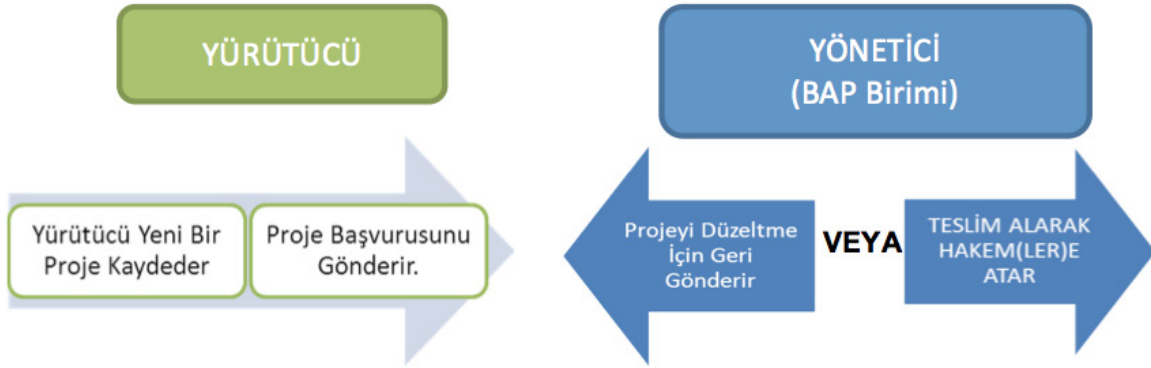 YÜRÜTÜCÜ
YÖNETİCİ
(BAP Birimi)
Yürütücü Yeni Bir
Proje Kaydeder
Proje Başvurusunu
Gönderir.
Projeyi Düzeltme
İçin Geri
Gönderir
VEYA
TESLİM ALARAK
HAKEM(LER)E
ATAR